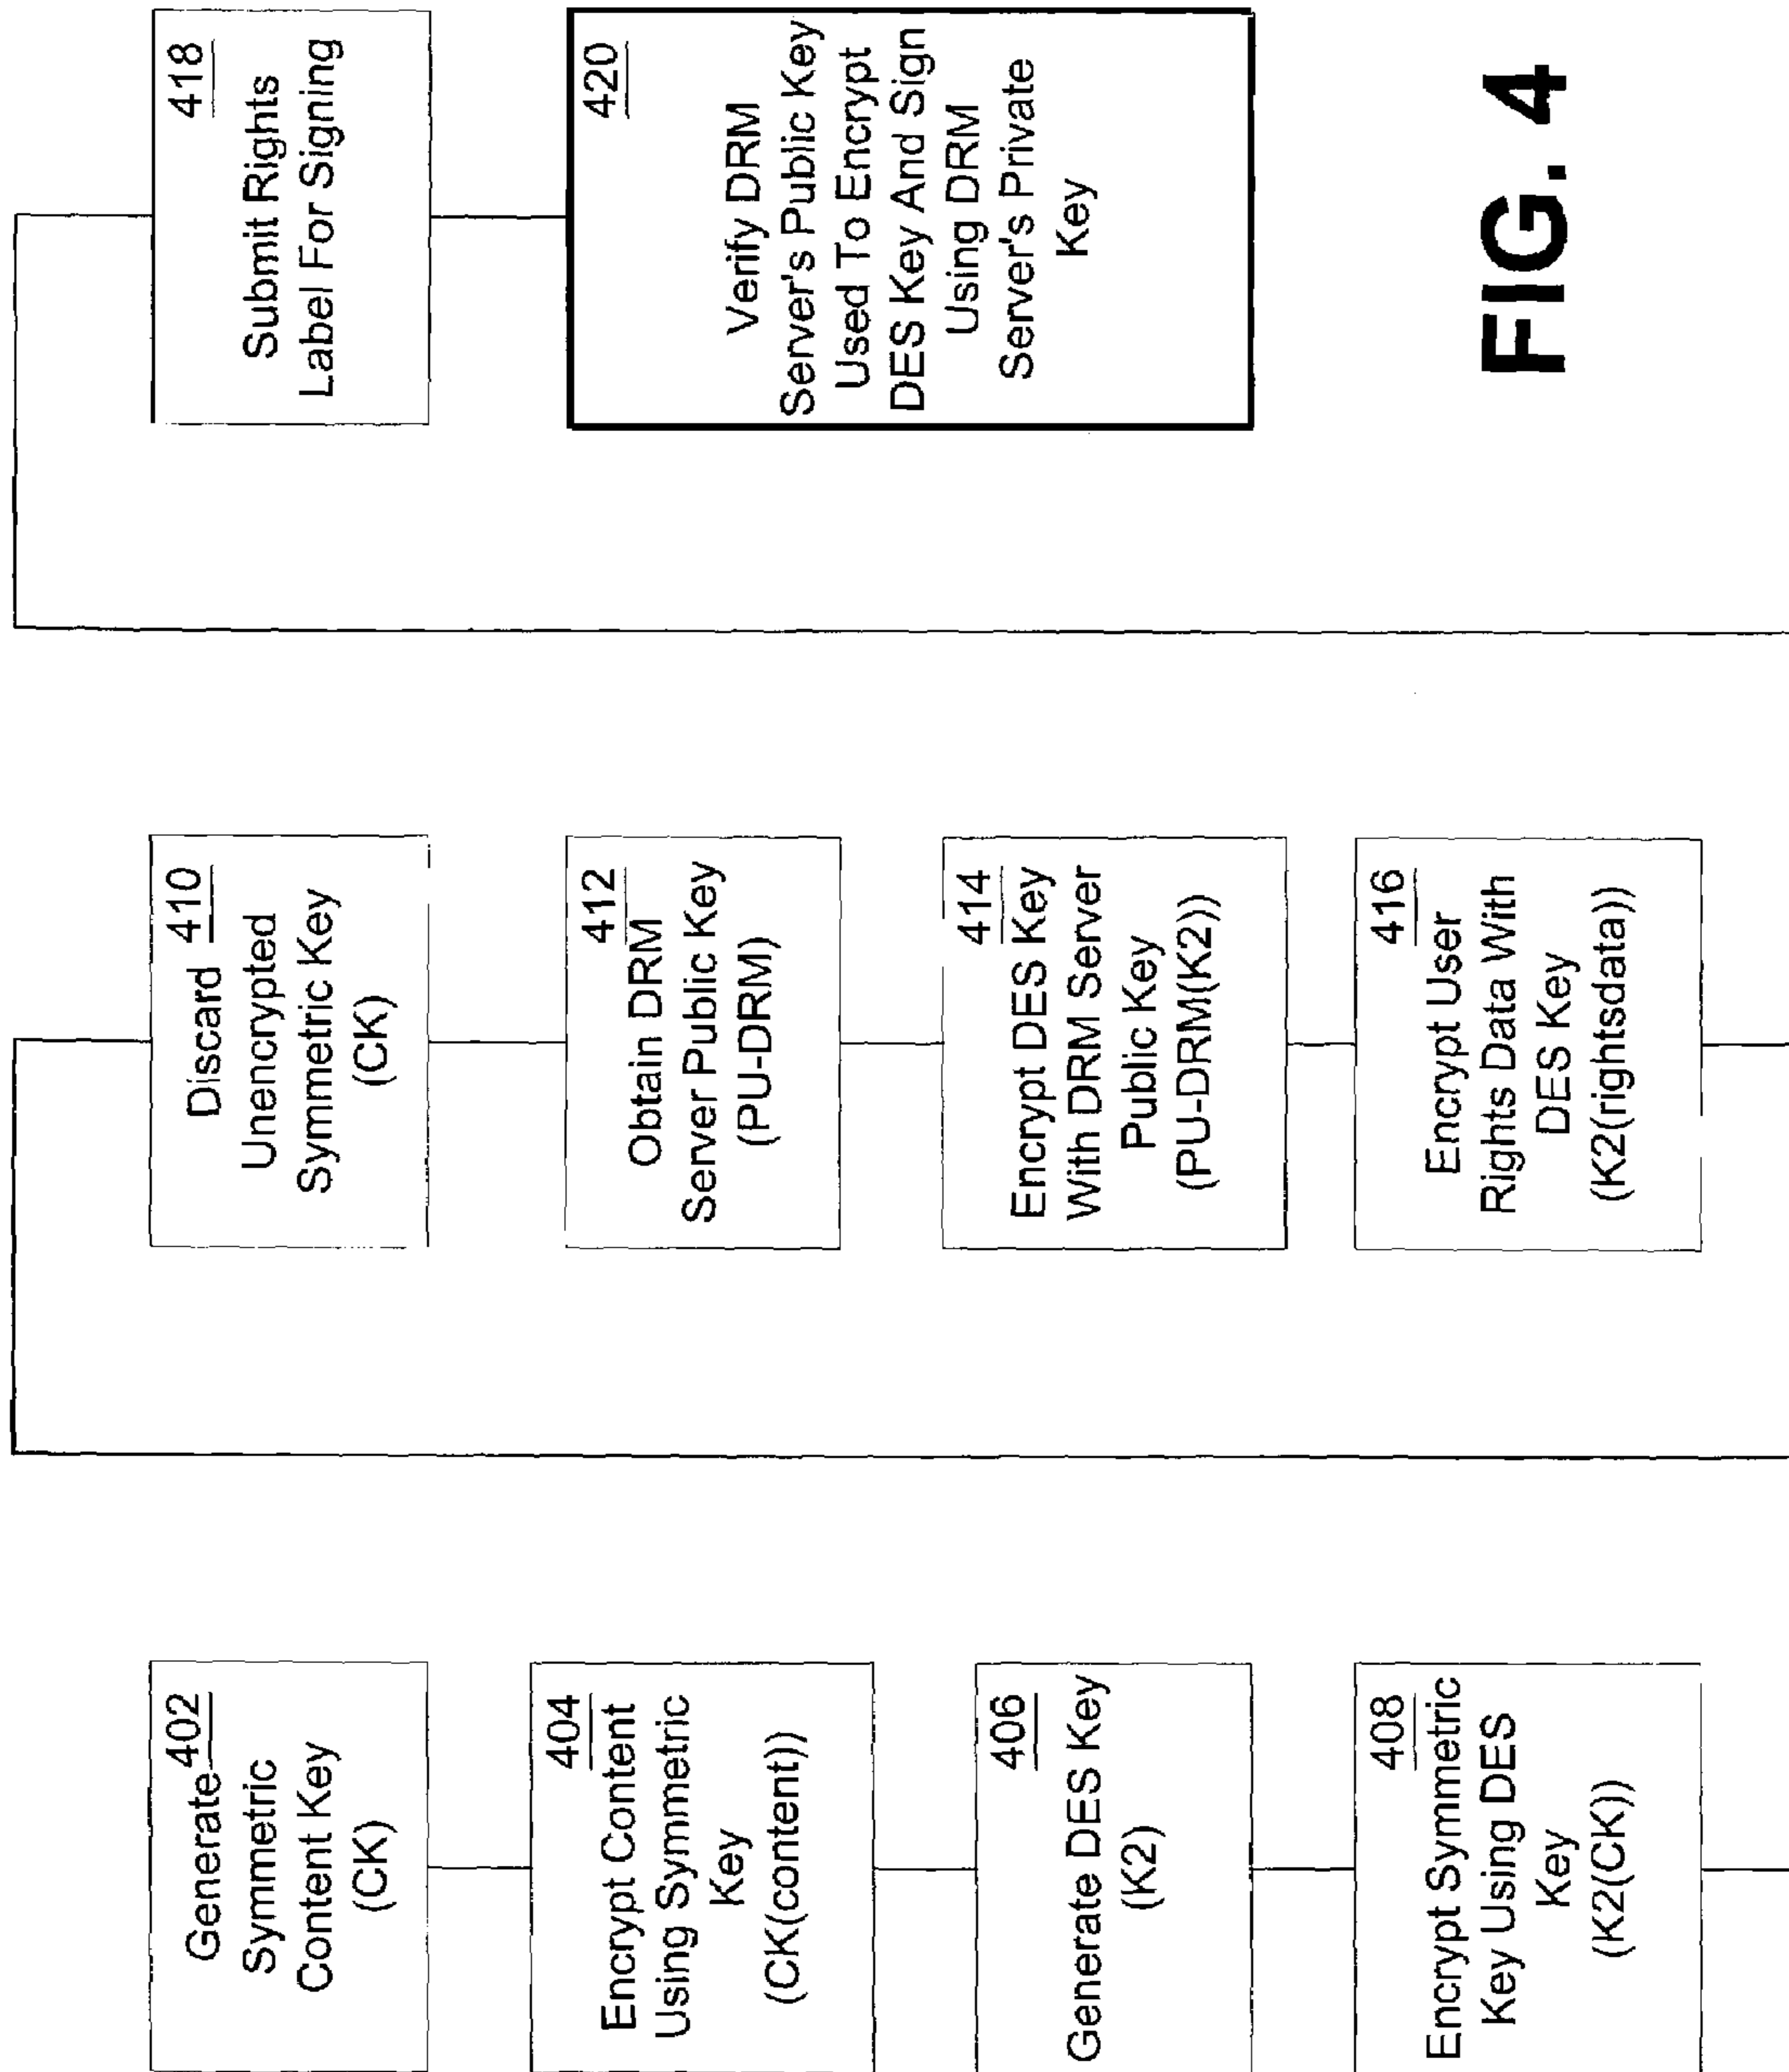 Generate 402
Symmetric
Content Key
(CK)
404
Encrypt Content
Using Symmetric
Key
(CK(content))
406
Generate DES Key
(K2)
408
Encrypt Symmetric
Key Using DES
Key
(K2(CK))
Discard 410
Unencrypted
Symmetric Key
(CK)
412
Obtain DRM
Server Public Key
(PU-DRM)
414
Encrypt DES Key
With DRM Server
Public Key
(PU-DRM(K2))
416
Encrypt User
Rights Data With
DES Key
(K2(rightsdata))
418
Submit Rights
Label For Signing
420
Verify DRM
Server's Public Key
Used To Encrypt
DES Key And Sign
Using DRM
Server's Private
Key
FIG. 4